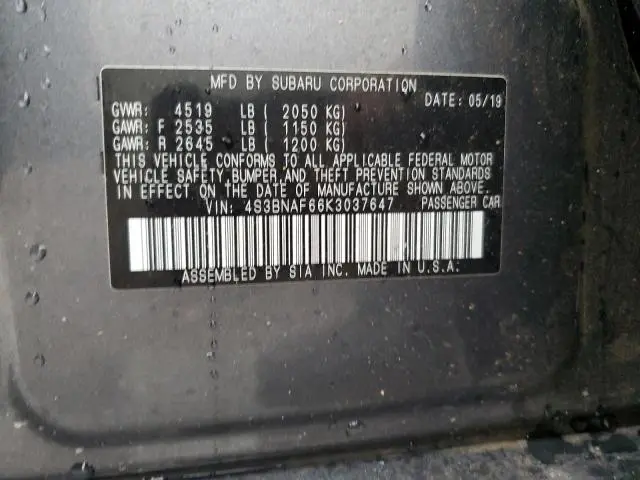 MFD BY SUBARU CORPORATION
GVWR: 4519 LB ( 2050 KG) DATE: 05/19
GAWR: F 2535 LB ( 1150 KG)
GAWR: R 2645 LB ( 1200 KG)
THIS VEHICLE CONFORMS TO ALL APPLICABLE FEDERAL MOTOR
VEHICLE SAFETY, BUMPER, AND THEFT PREVENTION STANDARDS
IN EFFECT ON THE DATE OF MANUFACTURE SHOWN ABOVE.
VIN: 4S3BNAF66K3037647 PASSENGER CAR
ASSEMBLED BY SIA INC. MADE IN U.S.A.